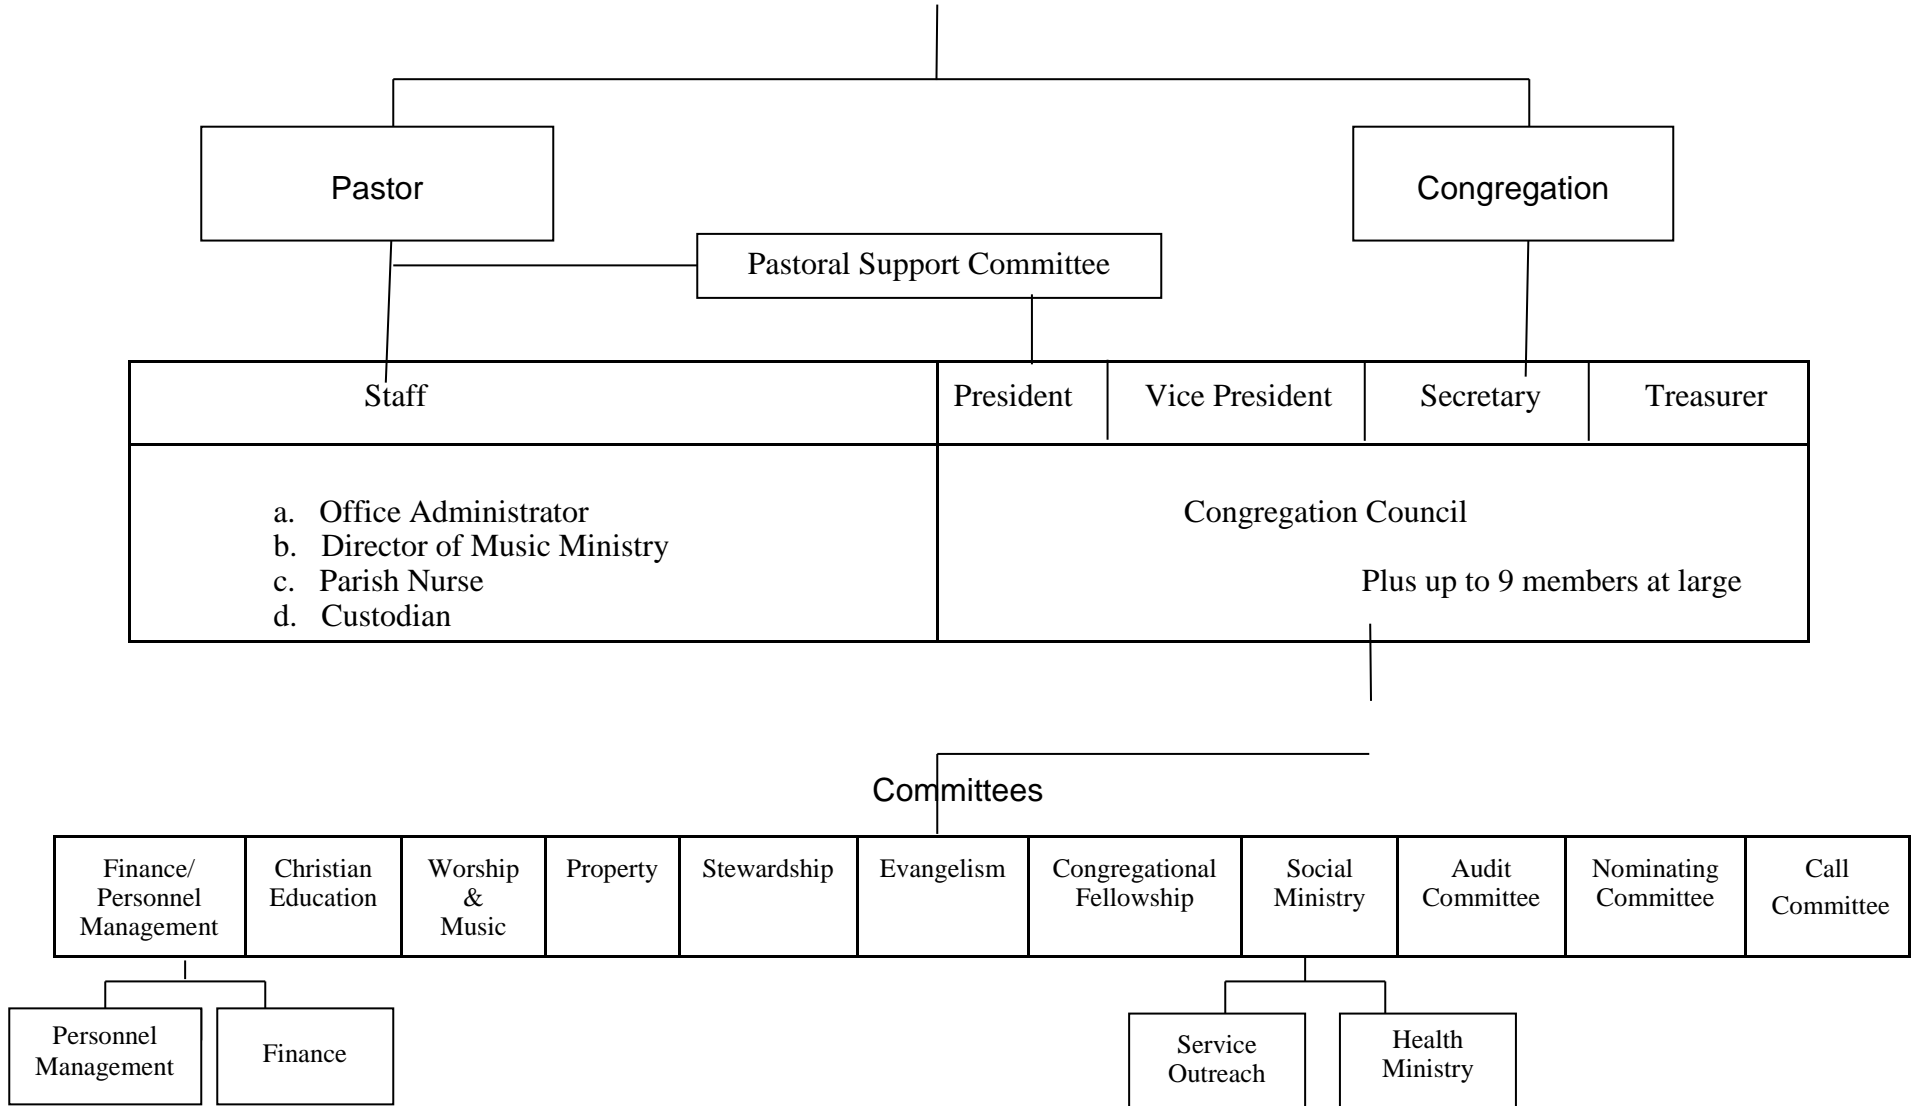 Pastor
Congregation
Pastoral Support Committee
Staff
President
Vice President
Secretary
Treasurer
a. Office Administrator
b. Director of Music Ministry
c. Parish Nurse
d. Custodian
Congregation Council
Plus up to 9 members at large
Committees
Finance/
Personnel
Management
Christian
Education
Worship
&
Music
Property
Stewardship
Evangelism
Congregational
Fellowship
Social
Ministry
Audit
Committee
Nominating
Committee
Call
Committee
Personnel
Management
Finance
Service
Outreach
Health
Ministry